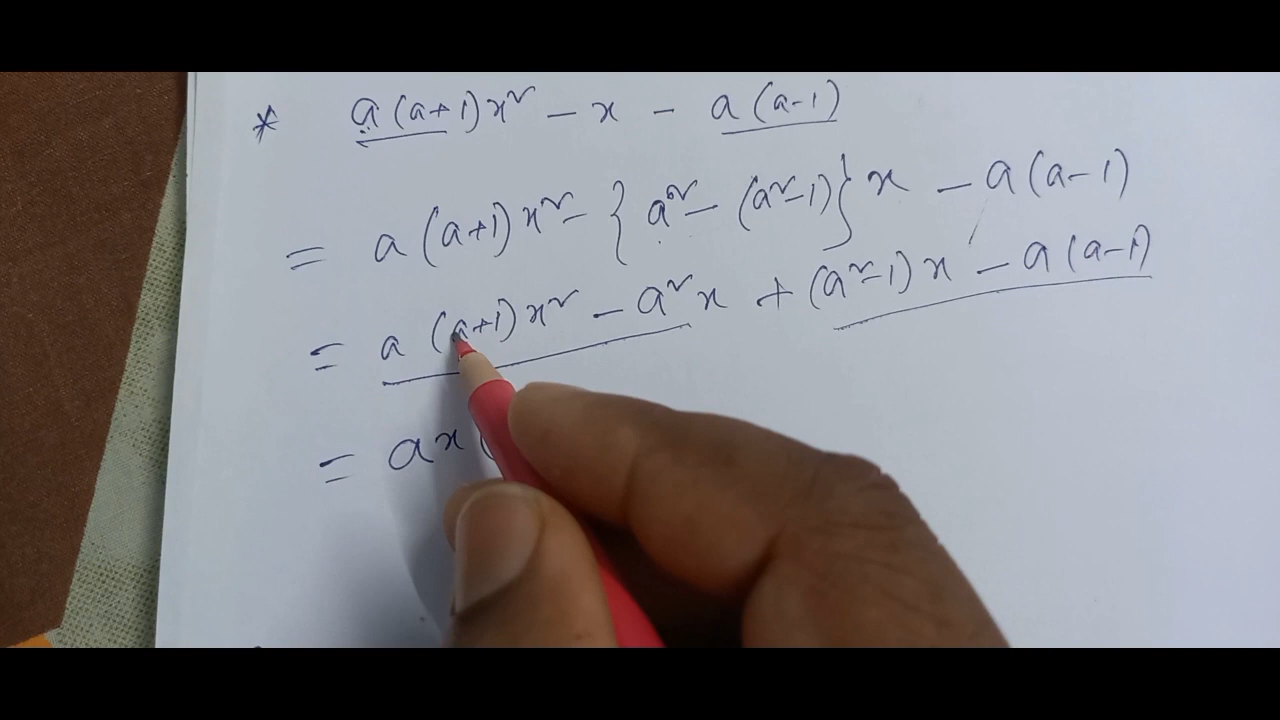 * a(a+1)x² - x - a(a-1)
= a(a+1)x² - {a² - (a²-1)}x - a(a-1)
= a(a+1)x² - a²x + (a²-1)x - a(a-1)
= ax(